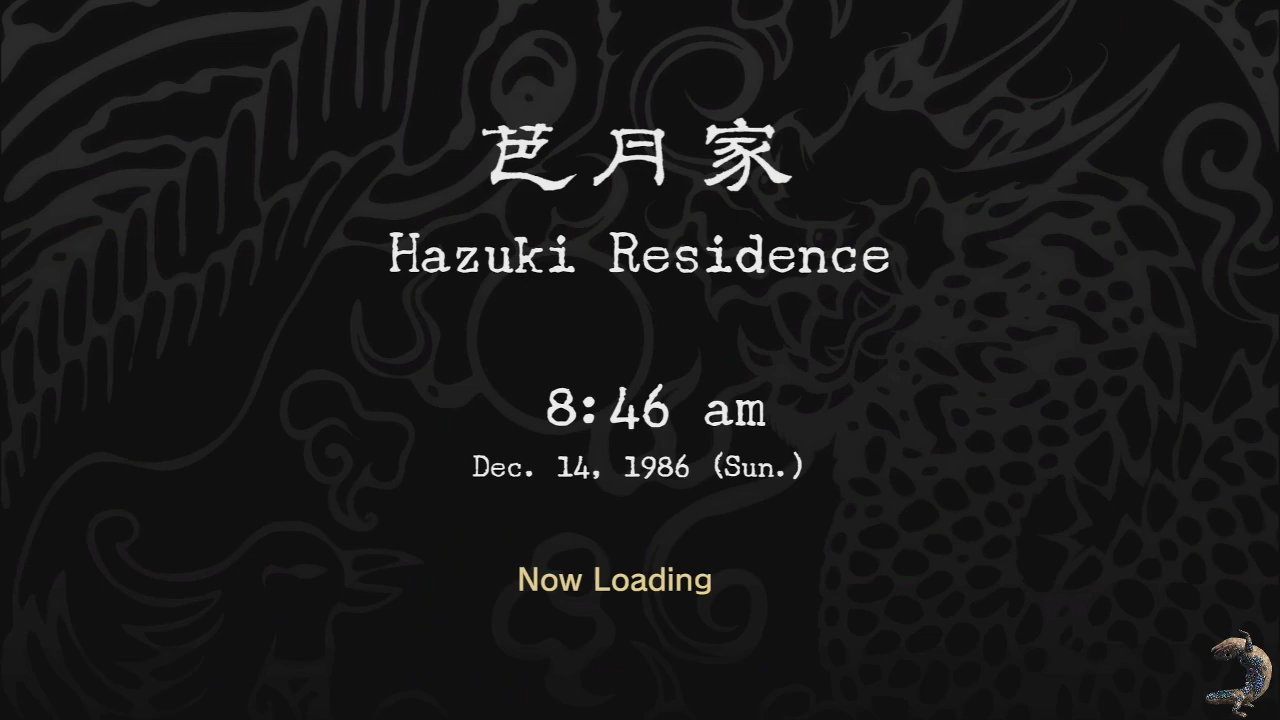 芭月家
Hazuki Residence
8:46 am
Dec. 14, 1986 (Sun.)
Now Loading